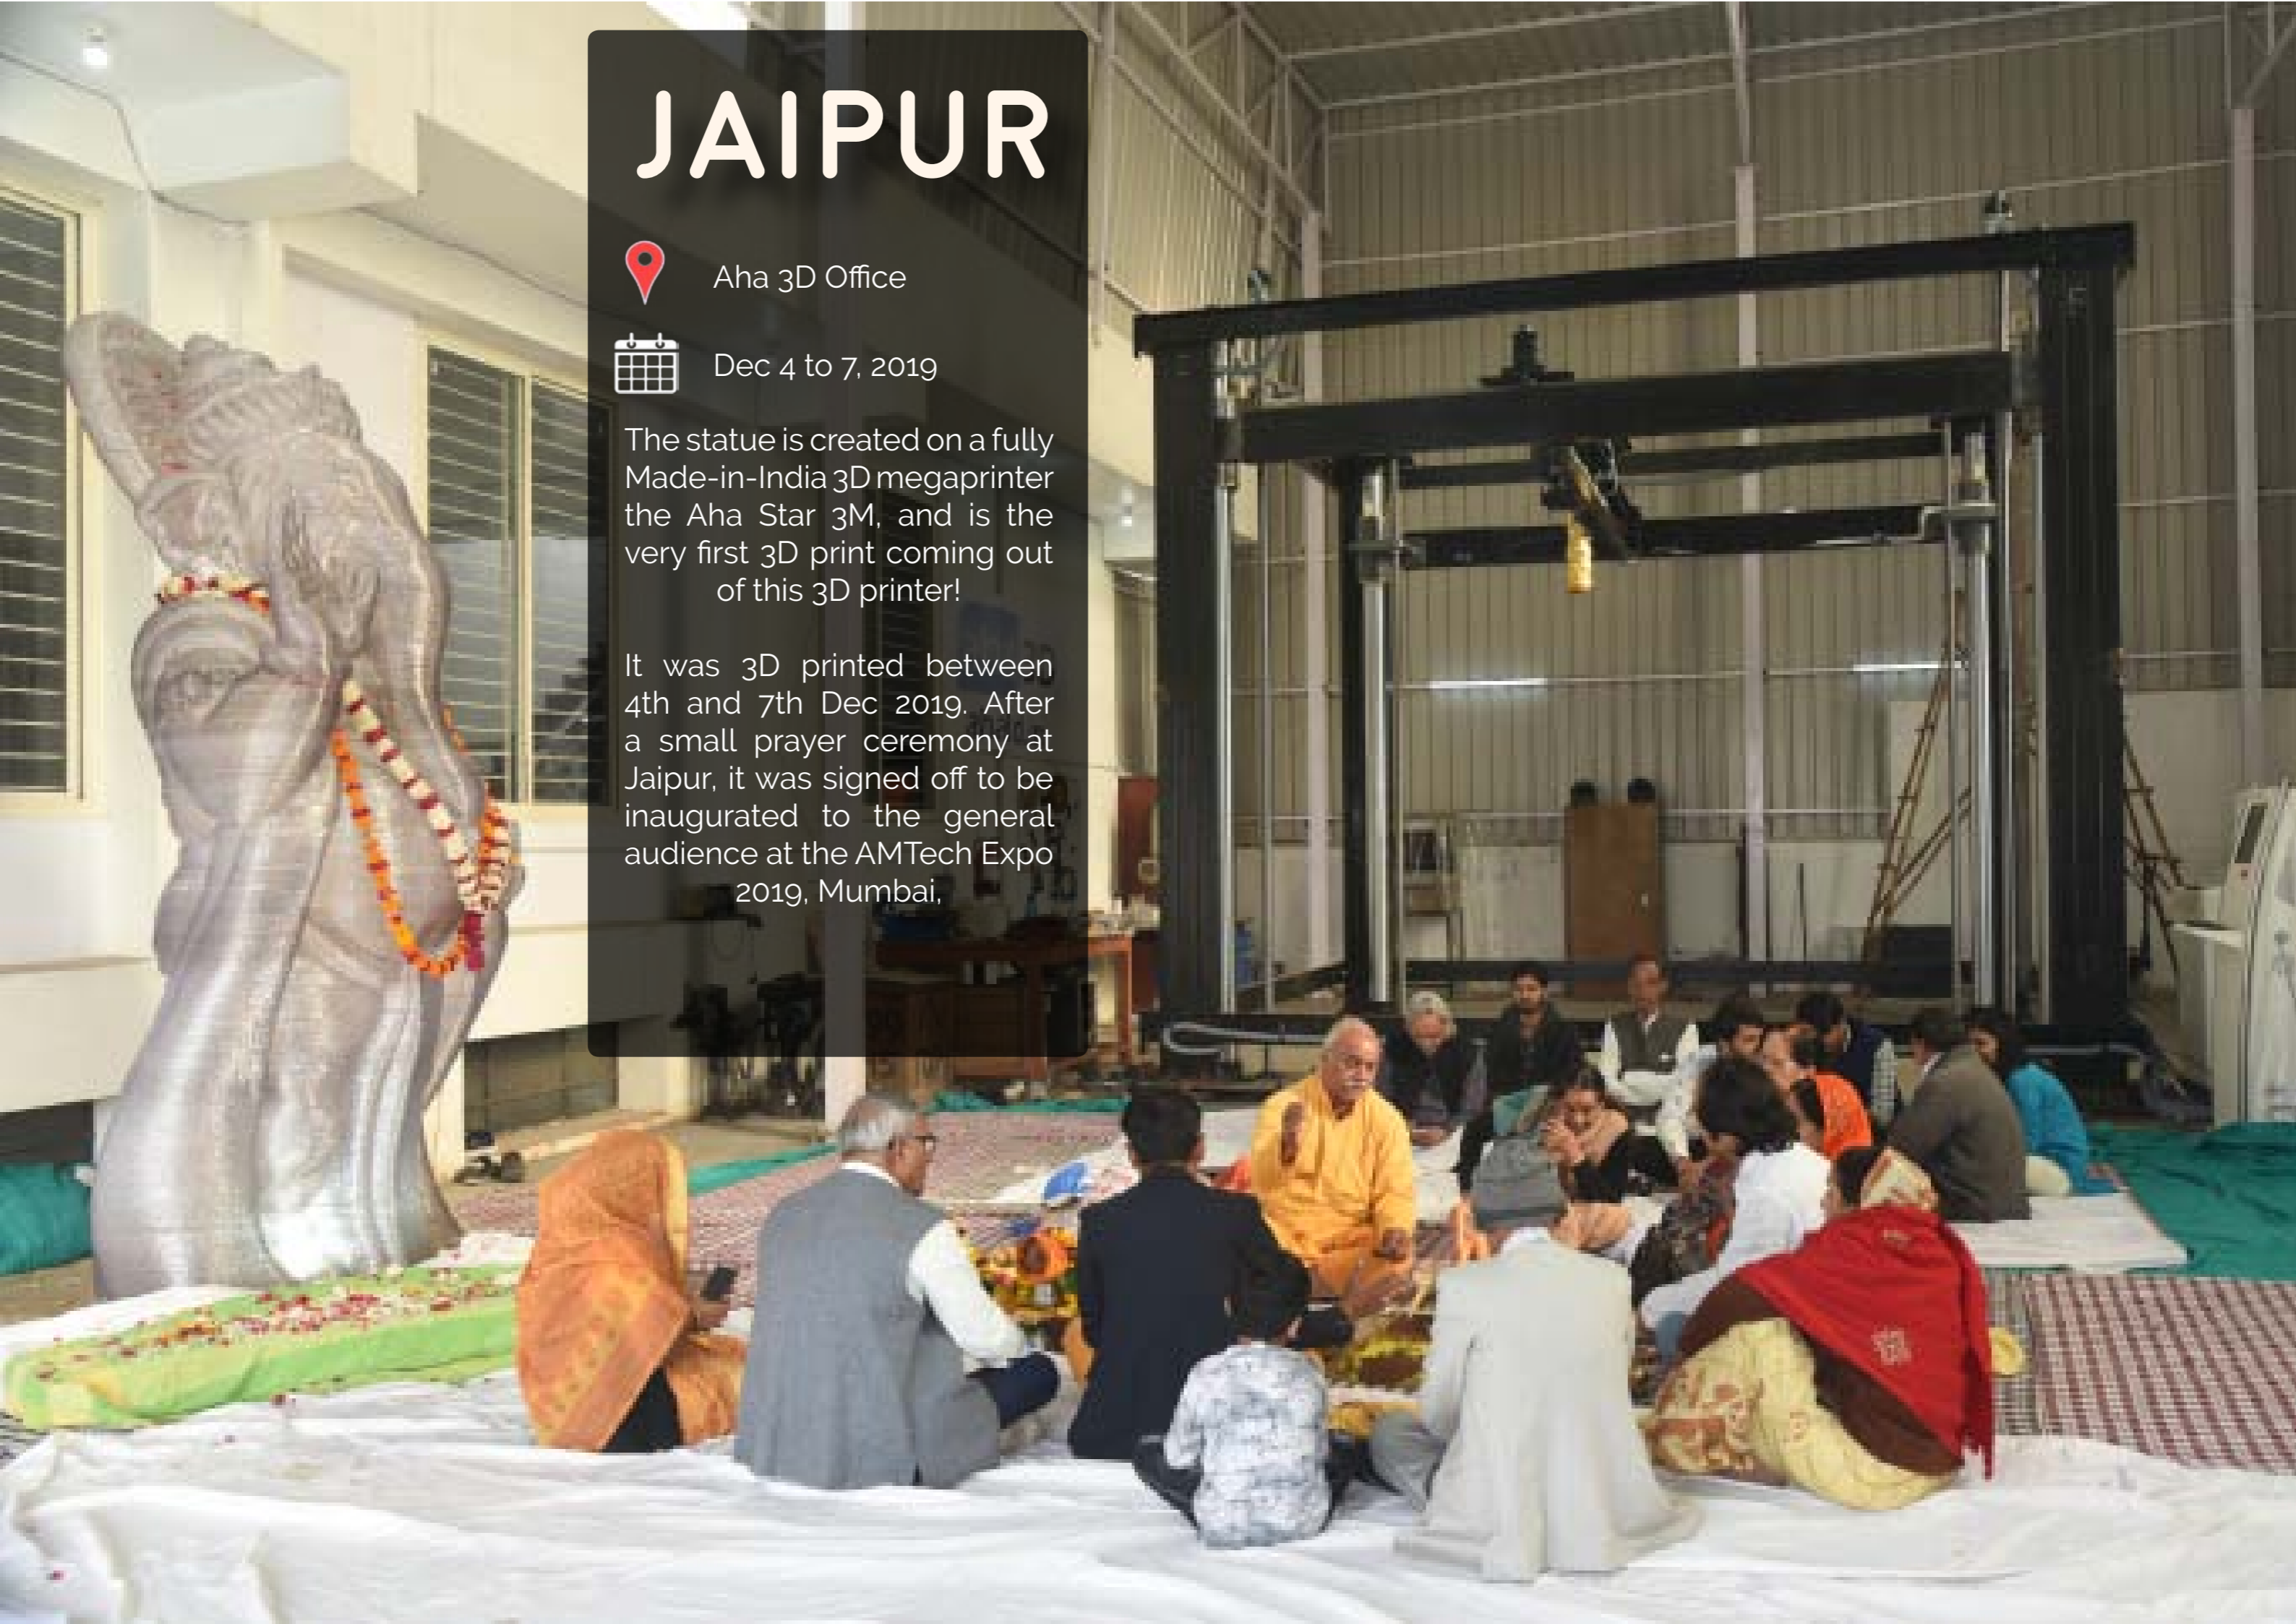 JAIPUR
Aha 3D Office
Dec 4 to 7, 2019
The statue is created on a fully
Made-in-India 3D megaprinter
the Aha Star 3M, and is the
very first 3D print coming out
of this 3D printer!
It was 3D printed between
4th and 7th Dec 2019. After
a small prayer ceremony at
Jaipur, it was signed off to be
inaugurated to the general
audience at the AMTech Expo
2019, Mumbai,